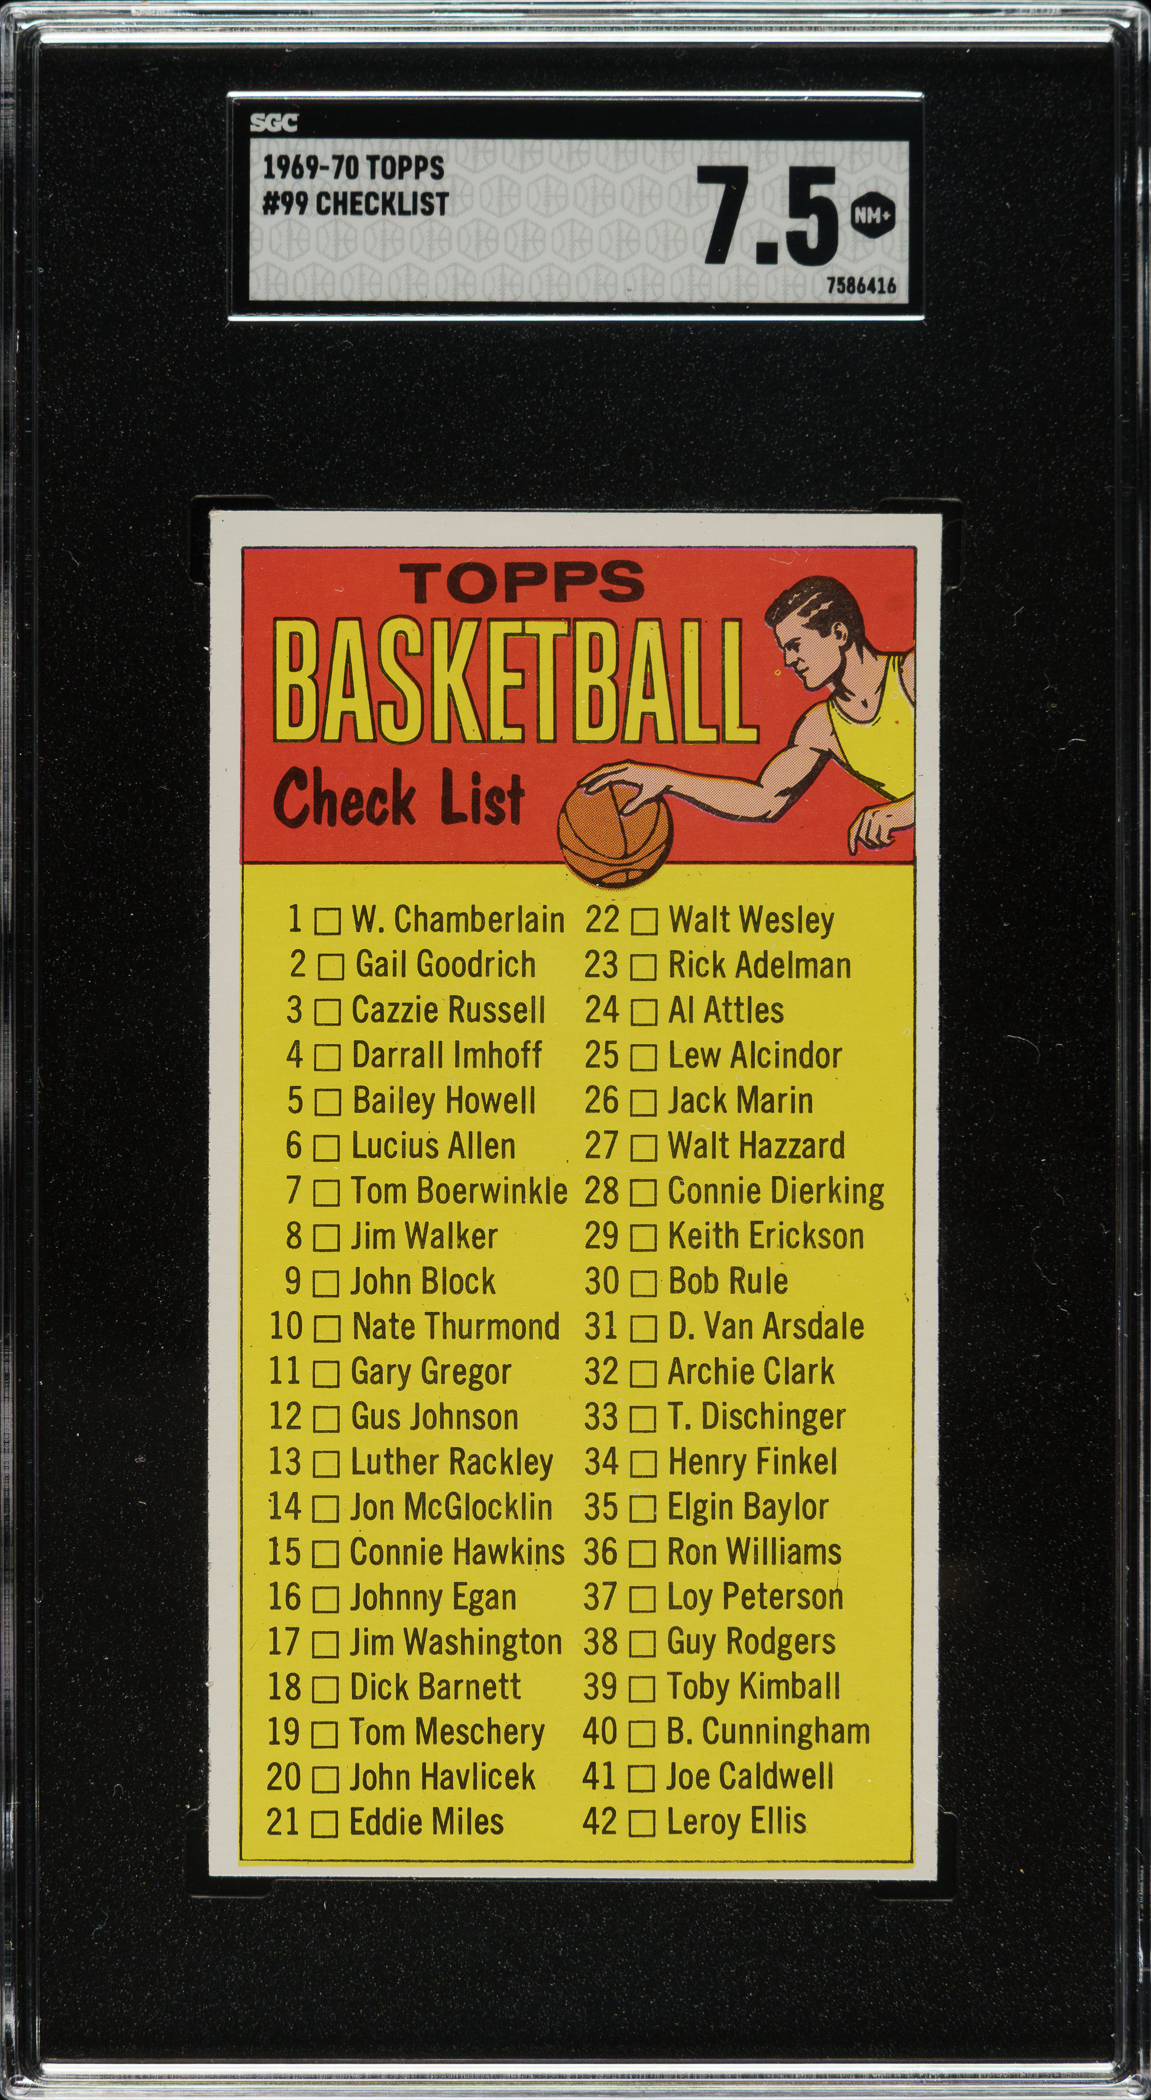 SGC
1969-70 TOPPS
#99 CHECKLIST
7.5 NM+
7586416
TOPPS
BASKETBALL
Check List
1 □ W. Chamberlain 22 □ Walt Wesley
2 □ Gail Goodrich 23 □ Rick Adelman
3 □ Cazzie Russell 24 □ Al Attles
4 □ Darrall Imhoff 25 □ Lew Alcindor
5 □ Bailey Howell 26 □ Jack Marin
6 □ Lucius Allen 27 □ Walt Hazzard
7 □ Tom Boerwinkle 28 □ Connie Dierking
8 □ Jim Walker 29 □ Keith Erickson
9 □ John Block 30 □ Bob Rule
10 □ Nate Thurmond 31 □ D. Van Arsdale
11 □ Gary Gregor 32 □ Archie Clark
12 □ Gus Johnson 33 □ T. Dischinger
13 □ Luther Rackley 34 □ Henry Finkel
14 □ Jon McGlocklin 35 □ Elgin Baylor
15 □ Connie Hawkins 36 □ Ron Williams
16 □ Johnny Egan 37 □ Loy Peterson
17 □ Jim Washington 38 □ Guy Rodgers
18 □ Dick Barnett 39 □ Toby Kimball
19 □ Tom Meschery 40 □ B. Cunningham
20 □ John Havlicek 41 □ Joe Caldwell
21 □ Eddie Miles 42 □ Leroy Ellis